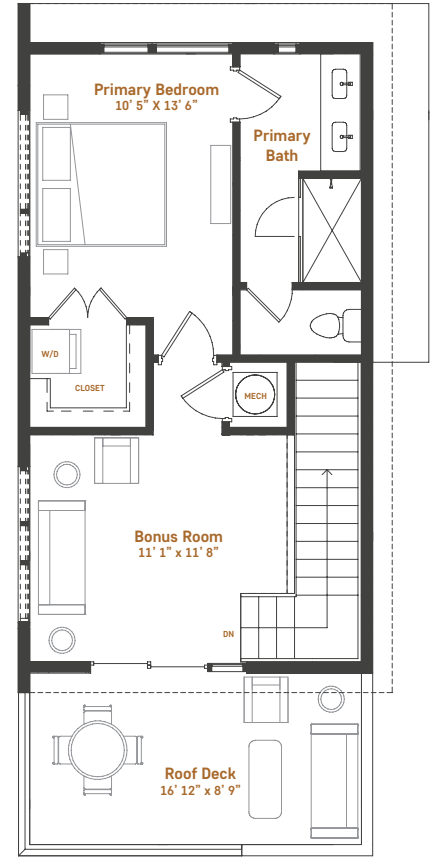 Primary Bedroom
10' 5" X 13' 6"
Primary
Bath
W/D
CLOSET
MECH
Bonus Room
11' 1" x 11' 8"
DN
Roof Deck
16' 12" x 8' 9"